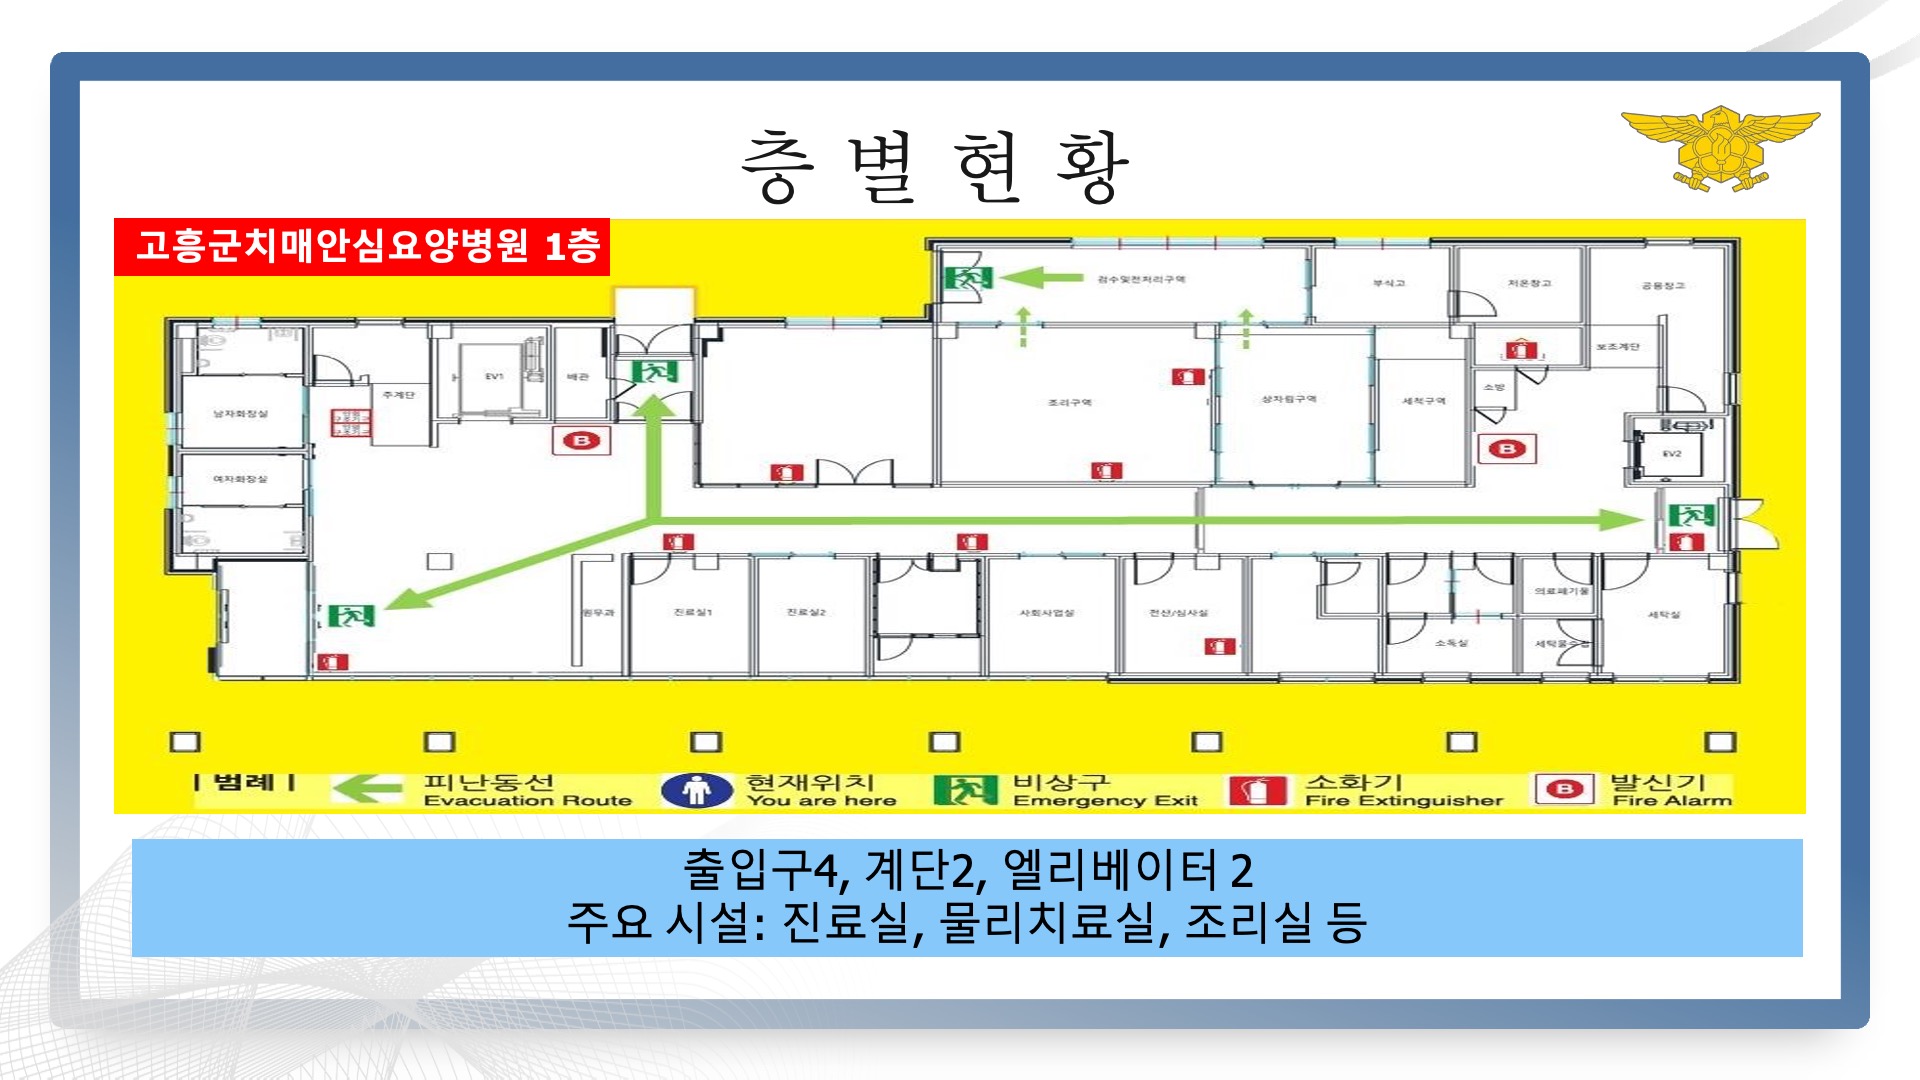 층 별 현 황
고흥군치매안심요양병원 1층
검수및전처리구역
부식고
저온창고
공용창고
보조계단
EV1
배관
주계단
남자화장실
조리구역
상차림구역
세척구역
소방
B
B
EV2
여자화장실
원무과
진료실1
진료실2
사회사업실
전산/심사실
의료폐기물
세탁실
소독실
| 범례 |
피난동선
Evacuation Route
현재위치
You are here
비상구
Emergency Exit
소화기
Fire Extinguisher
B
발신기
Fire Alarm
출입구4, 계단2, 엘리베이터 2
주요 시설: 진료실, 물리치료실, 조리실 등